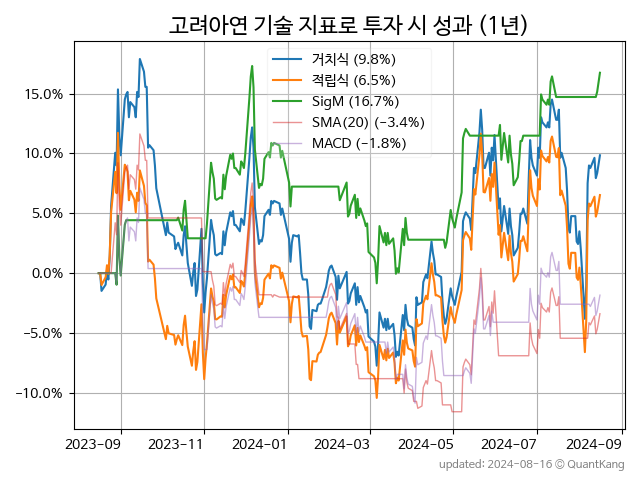 고려아연 기술 지표로 투자 시 성과 (1년)
거치식 (9.8%)
적립식 (6.5%)
SigM (16.7%)
SMA(20) (−3.4%)
MACD (−1.8%)
15.0%
10.0%
5.0%
0.0%
−5.0%
−10.0%
2023-09 2023-11 2024-01 2024-03 2024-05 2024-07 2024-09
updated: 2024-08-16 © QuantKang